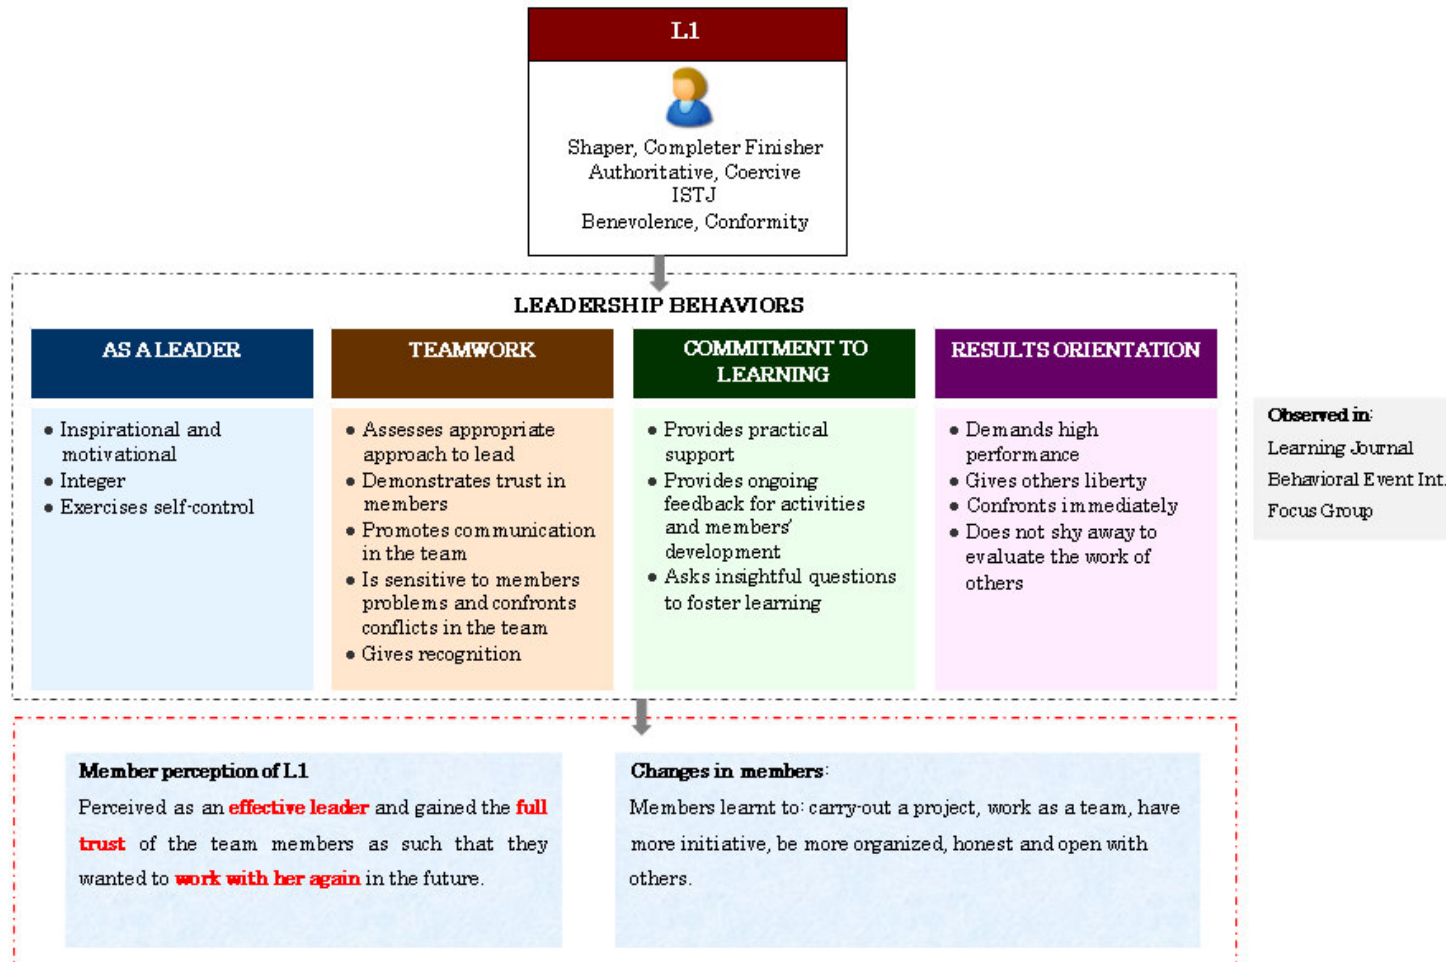 L1
Shaper, Completer Finisher
Authoritative, Coercive
ISTJ
Benevolence, Conformity
LEADERSHIP BEHAVIORS
AS A LEADER
● Inspirational and
motivational
● Integer
● Exercises self-control
TEAMWORK
● Assesses appropriate
approach to lead
● Demonstrates trust in
members
● Promotes communication
in the team
● Is sensitive to members
problems and confronts
conflicts in the team
● Gives recognition
COMMITMENT TO
LEARNING
● Provides practical
support
● Provides ongoing
feedback for activities
and members'
development
● Asks insightful questions
to foster learning
RESULTS ORIENTATION
● Demands high
performance
● Gives others liberty
● Confronts immediately
● Does not shy away to
evaluate the work of
others
Observed in:
Learning Journal
Behavioral Event Int.
Focus Group
Member perception of L1
Perceived as an effective leader and gained the full
trust of the team members as such that they
wanted to work with her again in the future.
Changes in members:
Members learnt to: carry-out a project, work as a team, have
more initiative, be more organized, honest and open with
others.